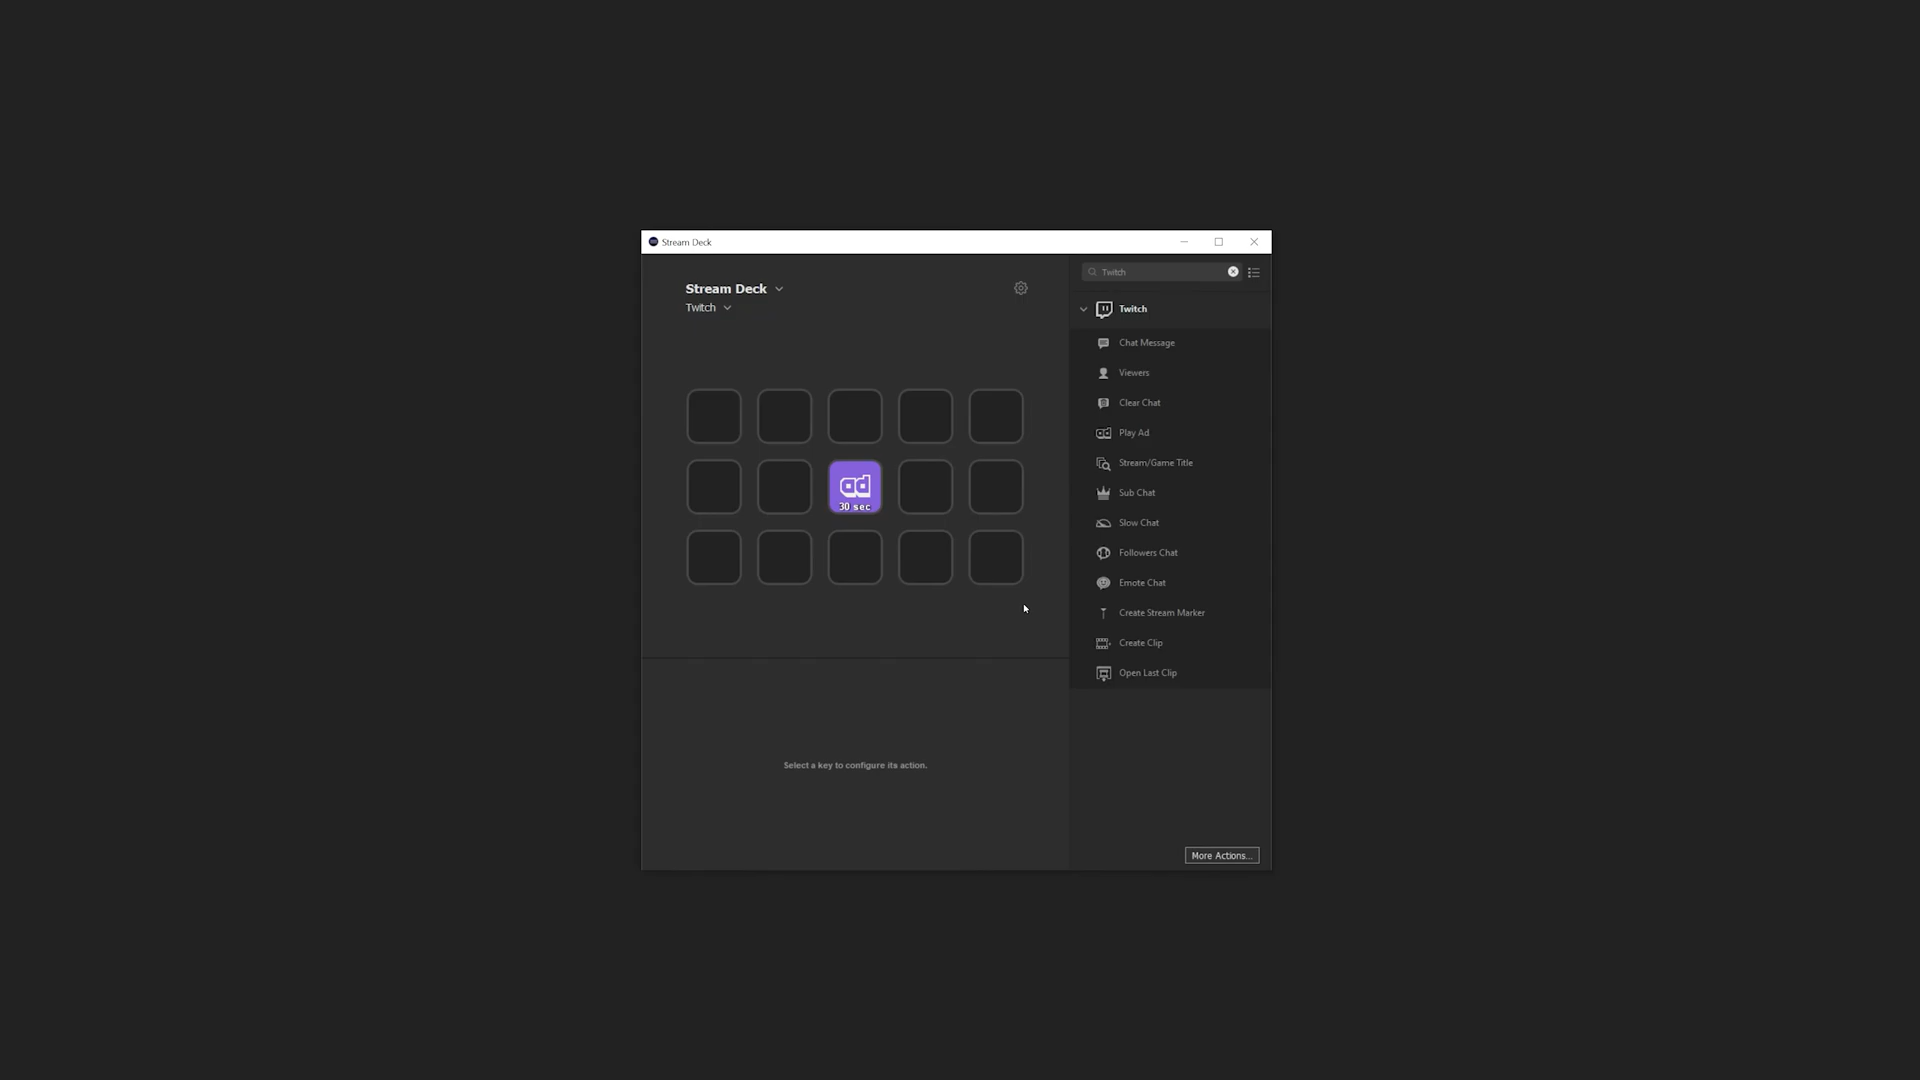 Stream Deck
Twitch
Stream Deck
Twitch
Twitch
Chat Message
Viewers
Clear Chat
Play Ad
Stream/Game Title
Sub Chat
Slow Chat
Followers Chat
Emote Chat
Create Stream Marker
Create Clip
Open Last Clip
ad
30 sec
Select a key to configure its action.
More Actions...